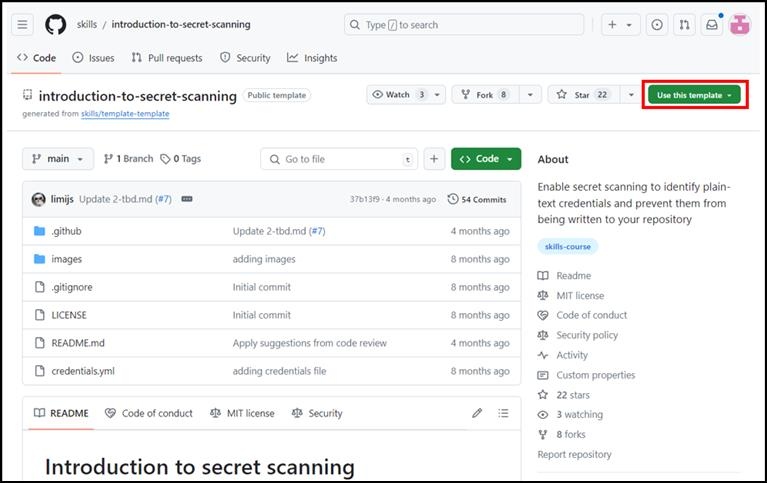 skills / introduction-to-secret-scanning
Type / to search
Code Issues Pull requests Security Insights
introduction-to-secret-scanning Public template
Watch 3 Fork 8 Star 22 Use this template
generated from skills/template-template
main 1 Branch 0 Tags Go to file t + Code
limijs Update 2-tbd.md (#7) 37b13f9 · 4 months ago 54 Commits
.github Update 2-tbd.md (#7) 4 months ago
images adding images 8 months ago
.gitignore Initial commit 8 months ago
LICENSE Initial commit 8 months ago
README.md Apply suggestions from code review 4 months ago
credentials.yml adding credentials file 8 months ago
README Code of conduct MIT license Security
Introduction to secret scanning
About
Enable secret scanning to identify plain-
text credentials and prevent them from
being written to your repository
skills-course
Readme
MIT license
Code of conduct
Security policy
Activity
Custom properties
22 stars
3 watching
8 forks
Report repository